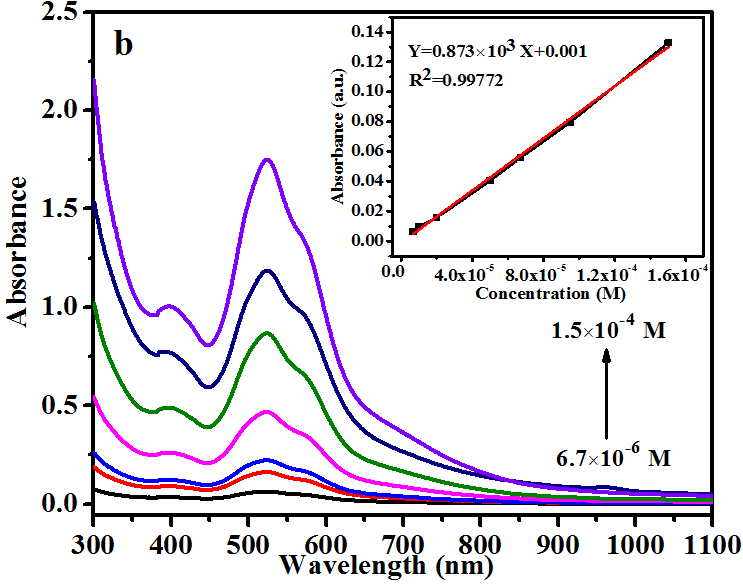 b
Absorbance
2.5
2.0
1.5
1.0
0.5
0.0
300 400 500 600 700 800 900 1000 1100
Wavelength (nm)
Y=0.873×10³ X+0.001
R²=0.99772
Absorbance (a.u.)
0.14
0.12
0.10
0.08
0.06
0.04
0.02
0.00
0.0 4.0x10⁻⁵ 8.0x10⁻⁵ 1.2x10⁻⁴ 1.6x10⁻⁴
Concentration (M)
1.5×10⁻⁴ M
6.7×10⁻⁶ M